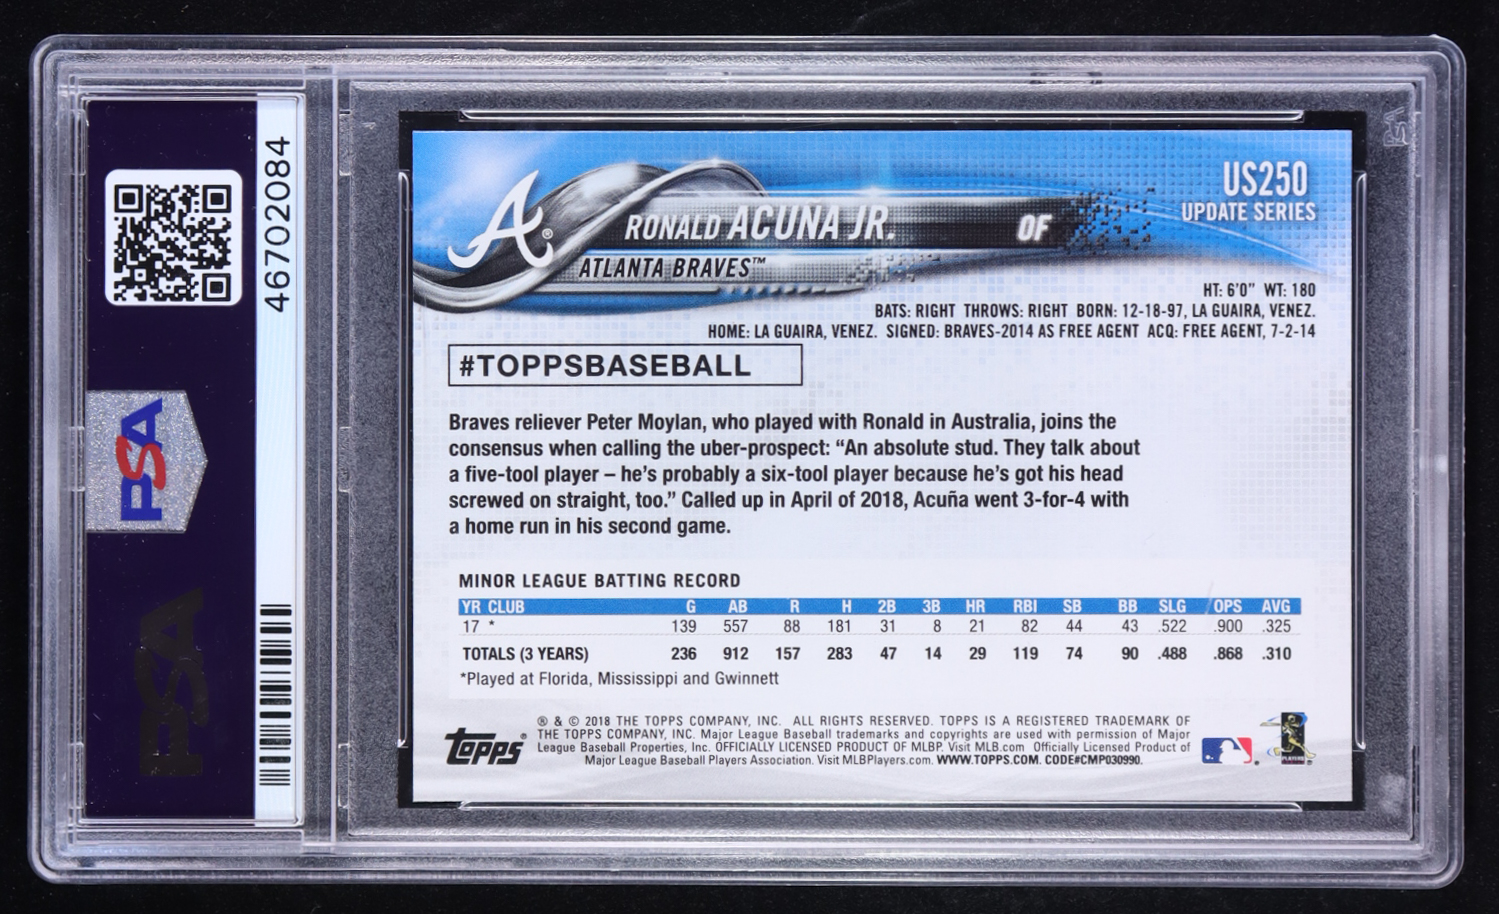 46702084
PSA
PSA
PSA
A®
US250
UPDATE SERIES
RONALD ACUÑA JR. OF
ATLANTA BRAVES™
HT: 6'0" WT: 180
BATS: RIGHT THROWS: RIGHT BORN: 12-18-97, LA GUAIRA, VENEZ.
HOME: LA GUAIRA, VENEZ. SIGNED: BRAVES-2014 AS FREE AGENT ACQ: FREE AGENT, 7-2-14
#TOPPSBASEBALL
Braves reliever Peter Moylan, who played with Ronald in Australia, joins the
consensus when calling the uber-prospect: “An absolute stud. They talk about
a five-tool player – he’s probably a six-tool player because he’s got his head
screwed on straight, too.” Called up in April of 2018, Acuña went 3-for-4 with
a home run in his second game.
MINOR LEAGUE BATTING RECORD
YR CLUB G AB R H 2B 3B HR RBI SB BB SLG OPS AVG
17 * 139 557 88 181 31 8 21 82 44 43 .522 .900 .325
TOTALS (3 YEARS) 236 912 157 283 47 14 29 119 74 90 .488 .868 .310
*Played at Florida, Mississippi and Gwinnett
Topps®
® & © 2018 THE TOPPS COMPANY, INC. ALL RIGHTS RESERVED. TOPPS IS A REGISTERED TRADEMARK OF
THE TOPPS COMPANY, INC. Major League Baseball trademarks and copyrights are used with permission of Major
League Baseball Properties, Inc. OFFICIALLY LICENSED PRODUCT OF MLBP. Visit MLB.com Officially Licensed Product of
Major League Baseball Players Association. Visit MLBPlayers.com. WWW.TOPPS.COM. CODE#CMP030990.
PLAYERS